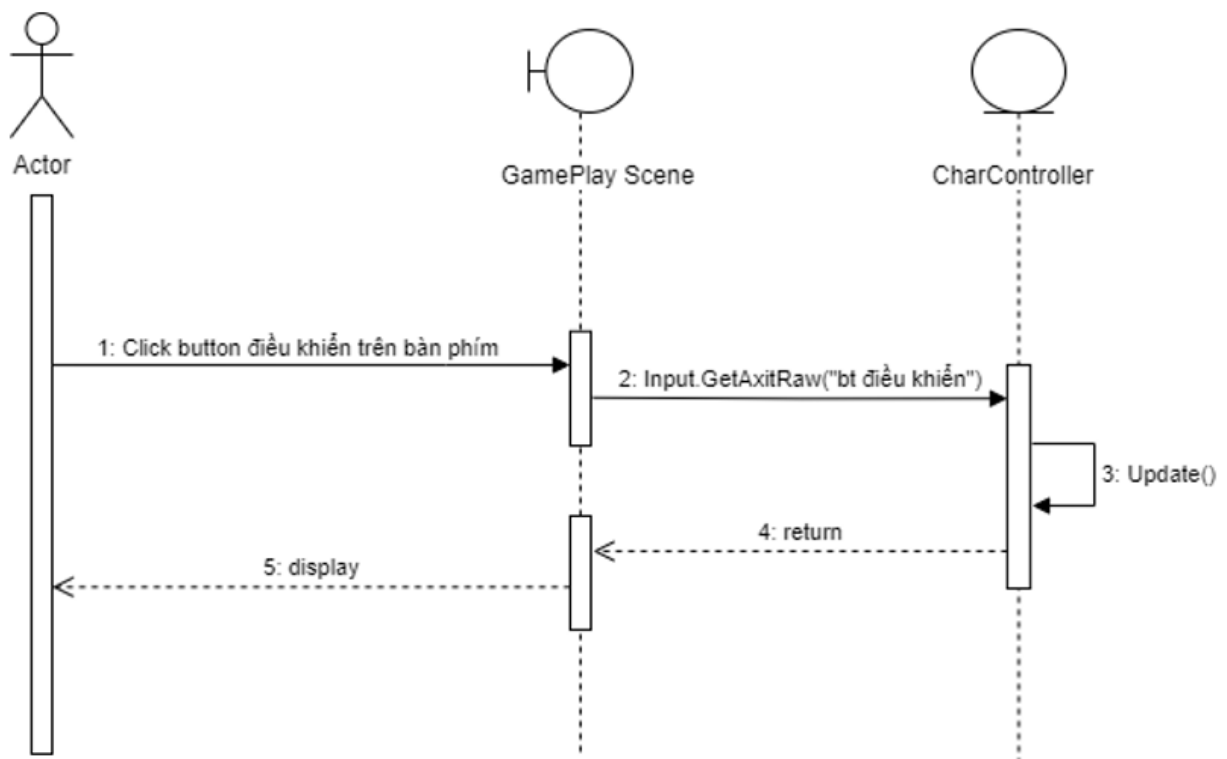 Actor
GamePlay Scene
CharController
1: Click button điều khiển trên bàn phím
2: Input.GetAxitRaw("bt điều khiển")
3: Update()
4: return
5: display